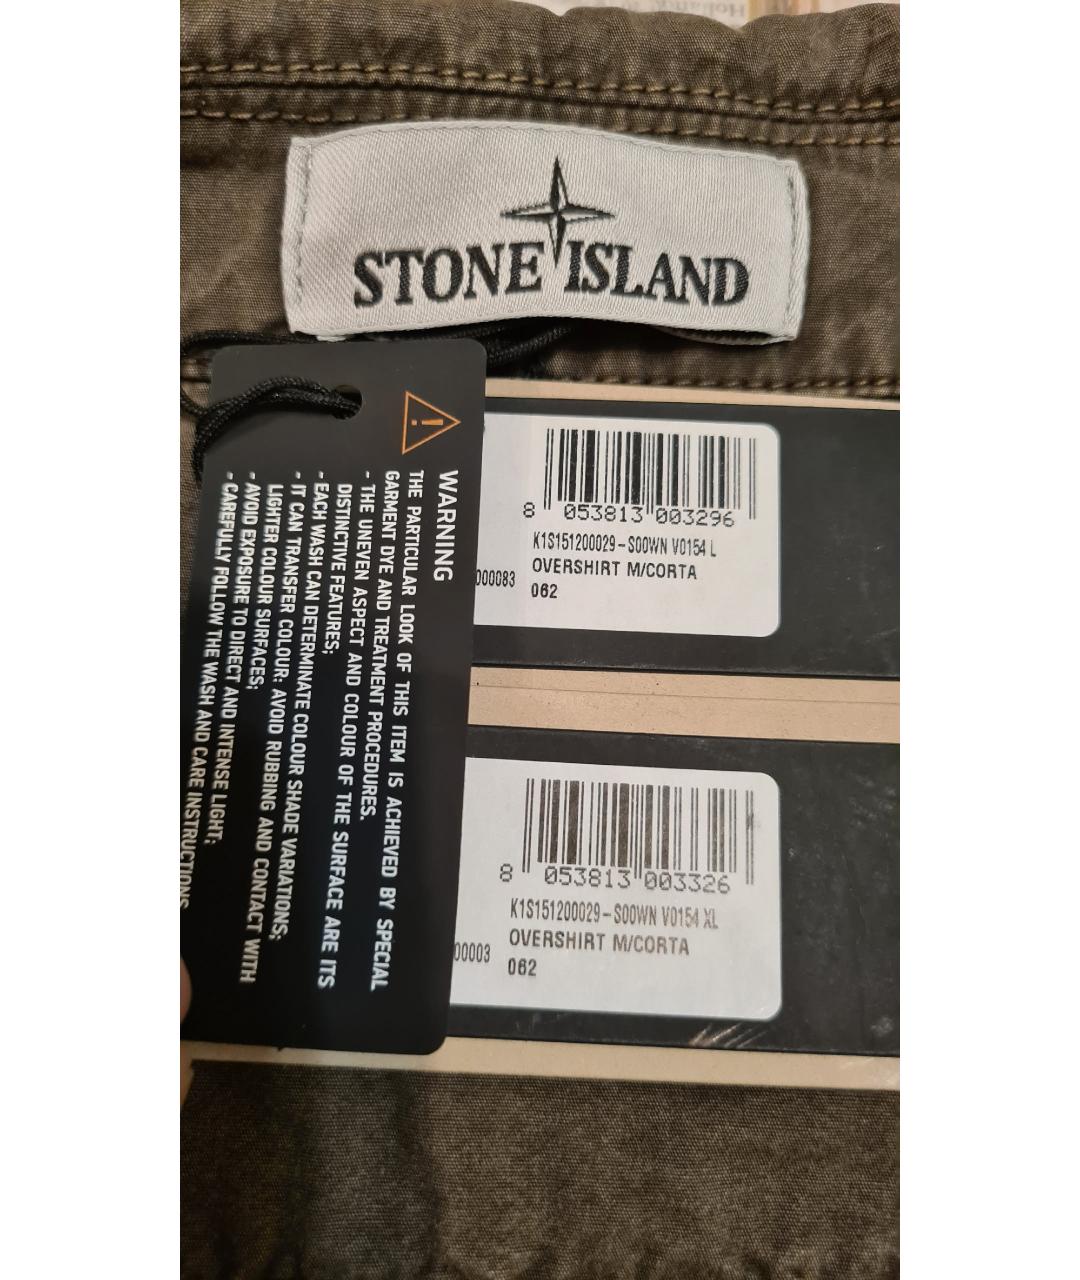 STONE ISLAND
WARNING
THE PARTICULAR LOOK OF THIS ITEM IS ACHIEVED BY SPECIAL
GARMENT DYE AND TREATMENT PROCEDURES.
- THE UNEVEN ASPECT AND COLOUR OF THE SURFACE ARE ITS
DISTINCTIVE FEATURES;
- EACH WASH CAN DETERMINATE COLOUR SHADE VARIATIONS;
- IT CAN TRANSFER COLOUR: AVOID RUBBING AND CONTACT WITH
LIGHTER COLOUR SURFACES;
- AVOID EXPOSURE TO DIRECT AND INTENSE LIGHT;
- CAREFULLY FOLLOW THE WASH AND CARE INSTRUCTIONS
8 053813 003296
K1S151200029-S00WN V0154 L
OVERSHIRT M/CORTA
000083 062
8 053813 003326
K1S151200029-S00WN V0154 XL
OVERSHIRT M/CORTA
00003 062